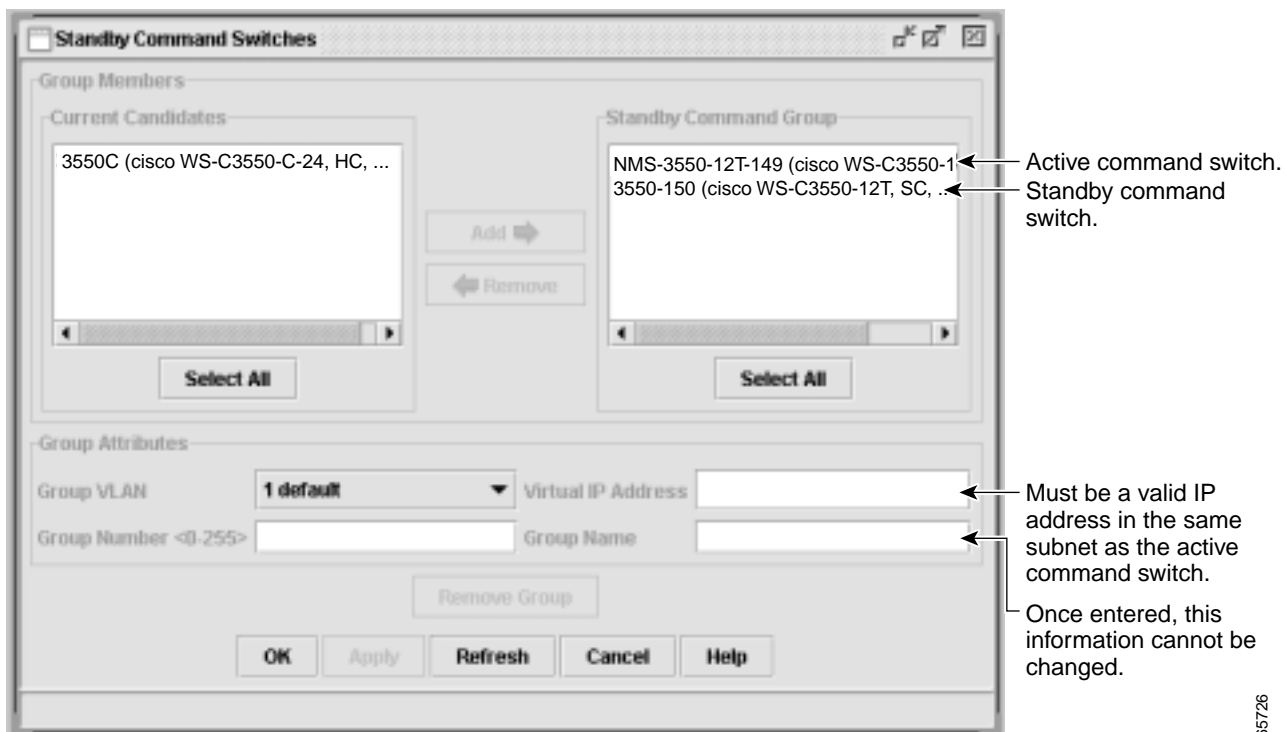 Standby Command Switches
Group Members
Current Candidates
Standby Command Group
3550C (cisco WS-C3550-C-24, HC, ...
NMS-3550-12T-149 (cisco WS-C3550-1
3550-150 (cisco WS-C3550-12T, SC, ..
Active command switch.
Standby command
switch.
Add
Remove
Select All
Select All
Group Attributes
Group VLAN
1 default
Virtual IP Address
Group Number <0-255>
Group Name
Must be a valid IP
address in the same
subnet as the active
command switch.
Once entered, this
information cannot be
changed.
Remove Group
OK
Apply
Refresh
Cancel
Help